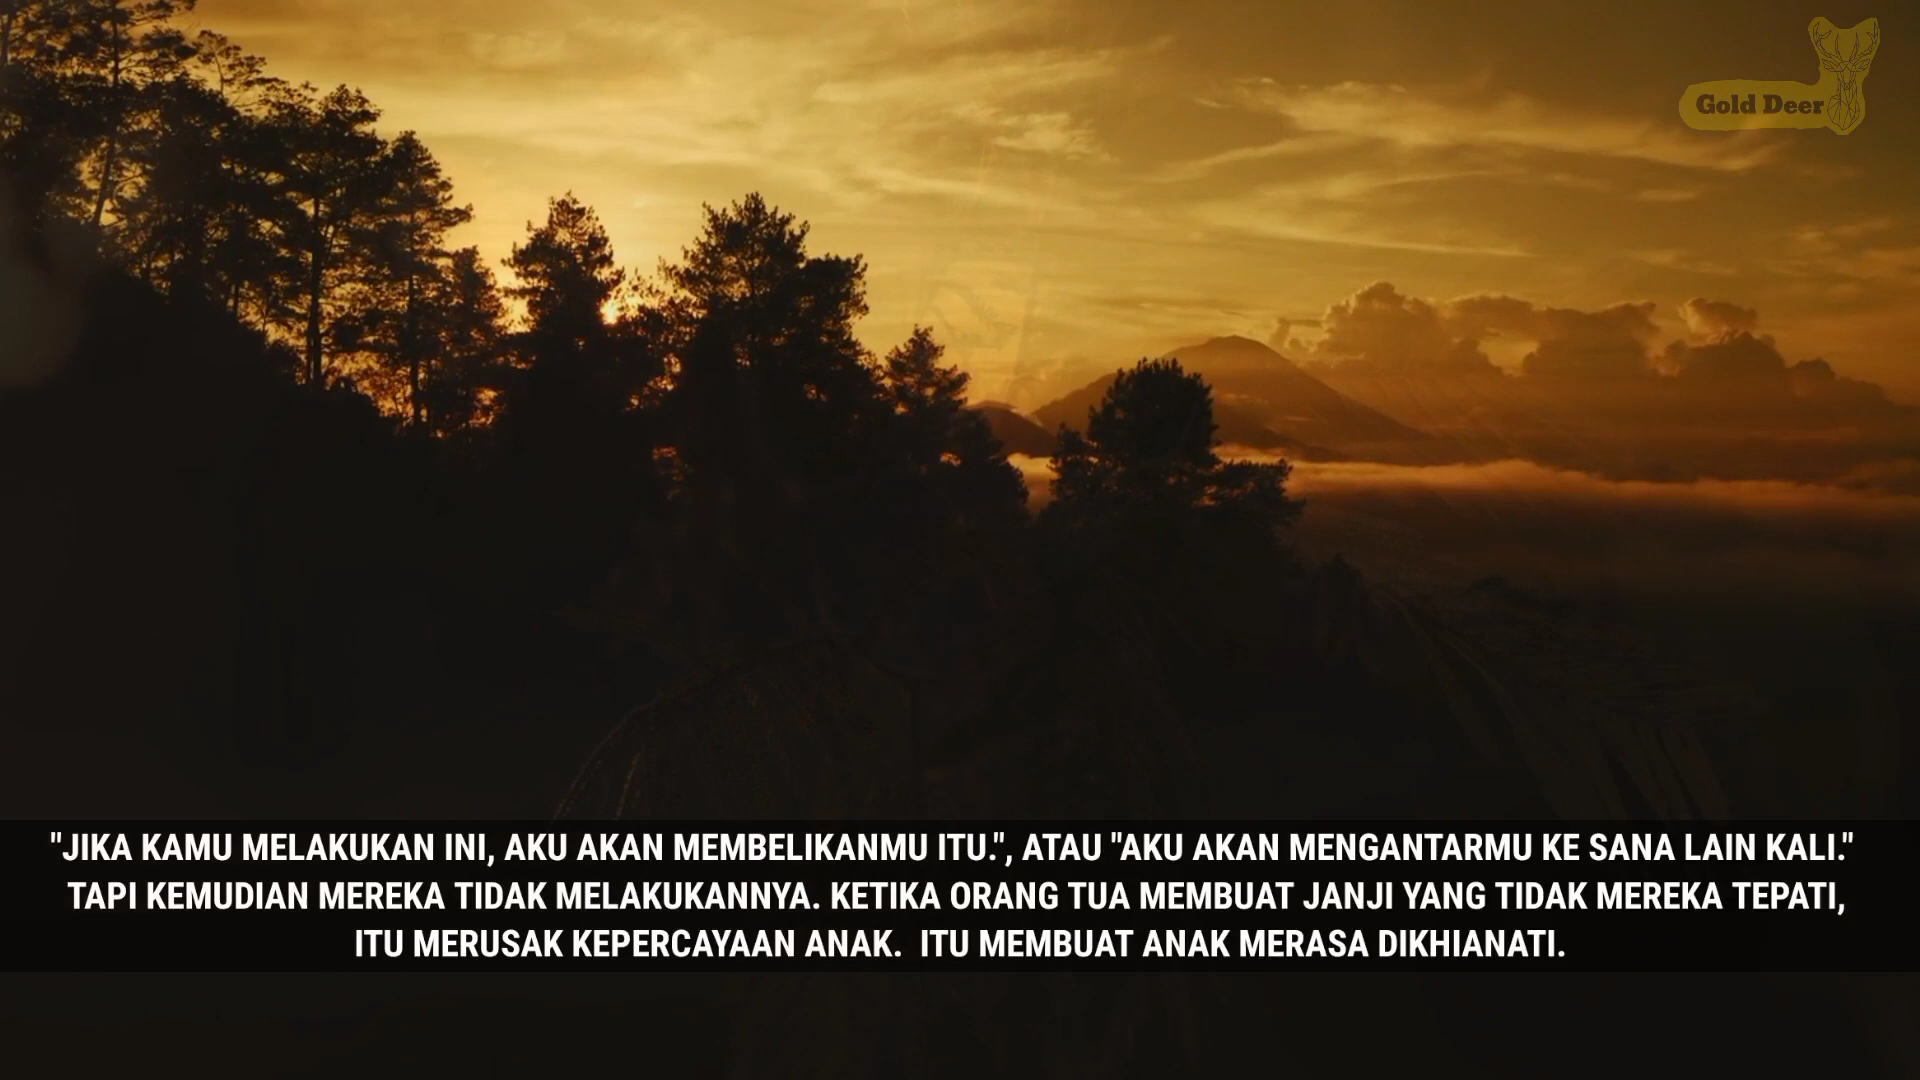 Gold Deer
"JIKA KAMU MELAKUKAN INI, AKU AKAN MEMBELIKANMU ITU.", ATAU "AKU AKAN MENGANTARMU KE SANA LAIN KALI."
TAPI KEMUDIAN MEREKA TIDAK MELAKUKANNYA. KETIKA ORANG TUA MEMBUAT JANJI YANG TIDAK MEREKA TEPATI,
ITU MERUSAK KEPERCAYAAN ANAK.  ITU MEMBUAT ANAK MERASA DIKHIANATI.